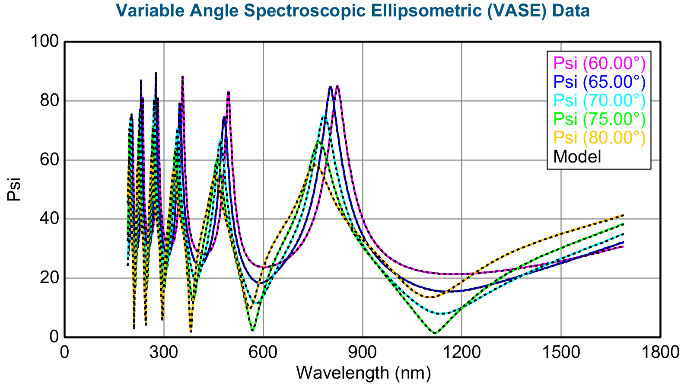 Variable Angle Spectroscopic Ellipsometric (VASE) Data
100
80
60
40
20
0
Psi
Psi (60.00°)
Psi (65.00°)
Psi (70.00°)
Psi (75.00°)
Psi (80.00°)
Model
0 300 600 900 1200 1500 1800
Wavelength (nm)